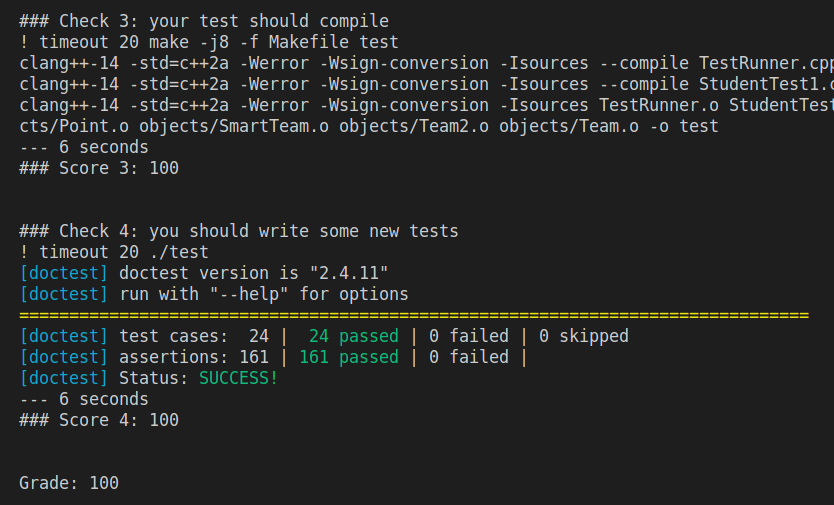 ### Check 3: your test should compile
! timeout 20 make -j8 -f Makefile test
clang++-14 -std=c++2a -Werror -Wsign-conversion -Isources --compile TestRunner.cpp
clang++-14 -std=c++2a -Werror -Wsign-conversion -Isources --compile StudentTest1.c
clang++-14 -std=c++2a -Werror -Wsign-conversion -Isources TestRunner.o StudentTest
cts/Point.o objects/SmartTeam.o objects/Team2.o objects/Team.o -o test
--- 6 seconds
### Score 3: 100
### Check 4: you should write some new tests
! timeout 20 ./test
[doctest] doctest version is "2.4.11"
[doctest] run with "--help" for options
===============================================================================
[doctest] test cases:  24 |  24 passed | 0 failed | 0 skipped
[doctest] assertions: 161 | 161 passed | 0 failed |
[doctest] Status: SUCCESS!
--- 6 seconds
### Score 4: 100
Grade: 100